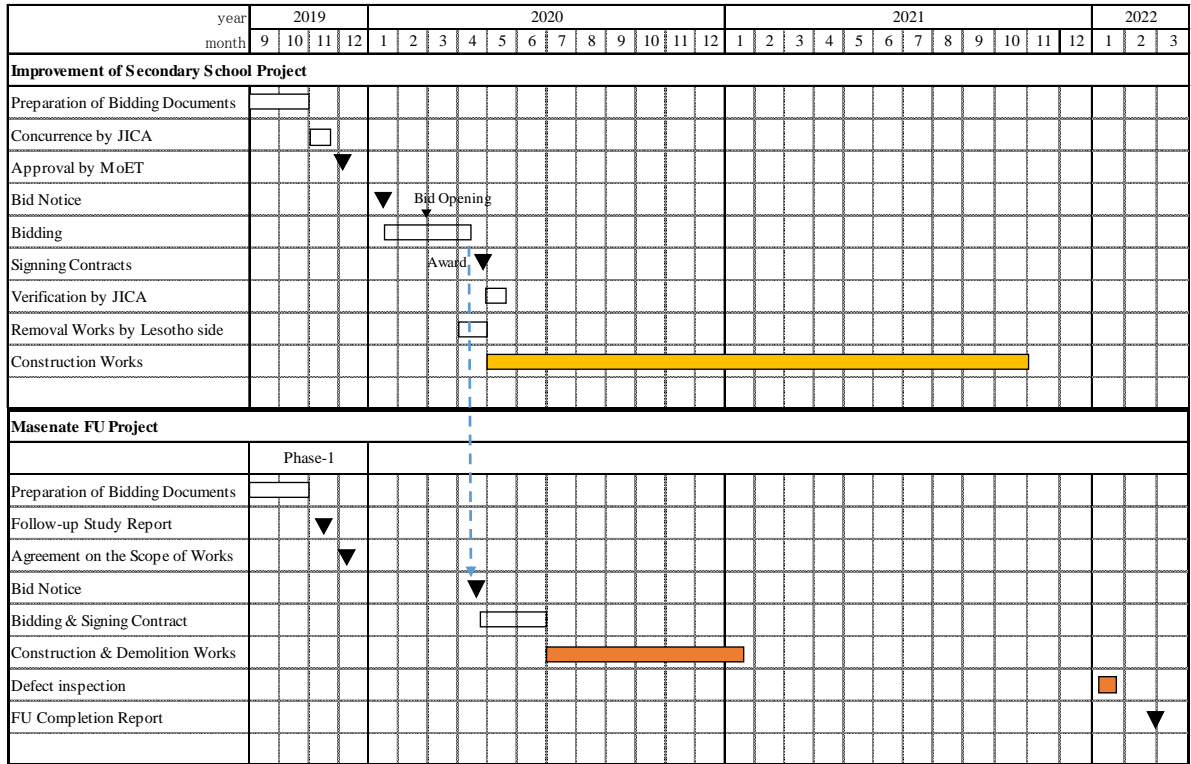 year 2019 2020 2021 2022
month 9 10 11 12 1 2 3 4 5 6 7 8 9 10 11 12 1 2 3 4 5 6 7 8 9 10 11 12 1 2 3
Improvement of Secondary School Project
Preparation of Bidding Documents
Concurrence by JICA
Approval by MoET
Bid Notice Bid Opening
Bidding
Signning Contracts Award
Verification by JICA
Removal Works by Lesotho side
Construction Works
Masenate FU Project
Phase-1
Preparation of Bidding Documents
Follow-up Study Report
Agreement on the Scope of Works
Bid Notice
Bidding & Signing Contract
Construction & Demolition Works
Defect inspection
FU Completion Report